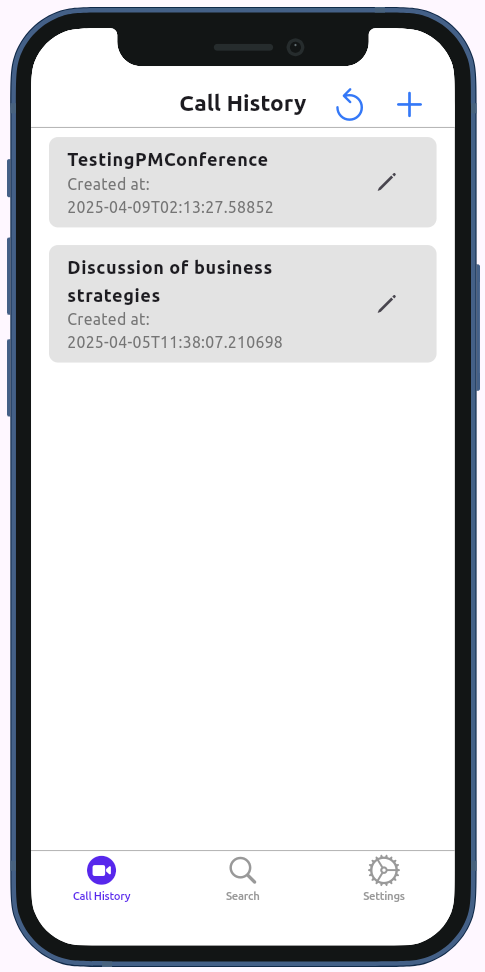 Call History
TestingPMConference
Created at:
2025-04-09T02:13:27.58852
Discussion of business
strategies
Created at:
2025-04-05T11:38:07.210698
Call History
Search
Settings